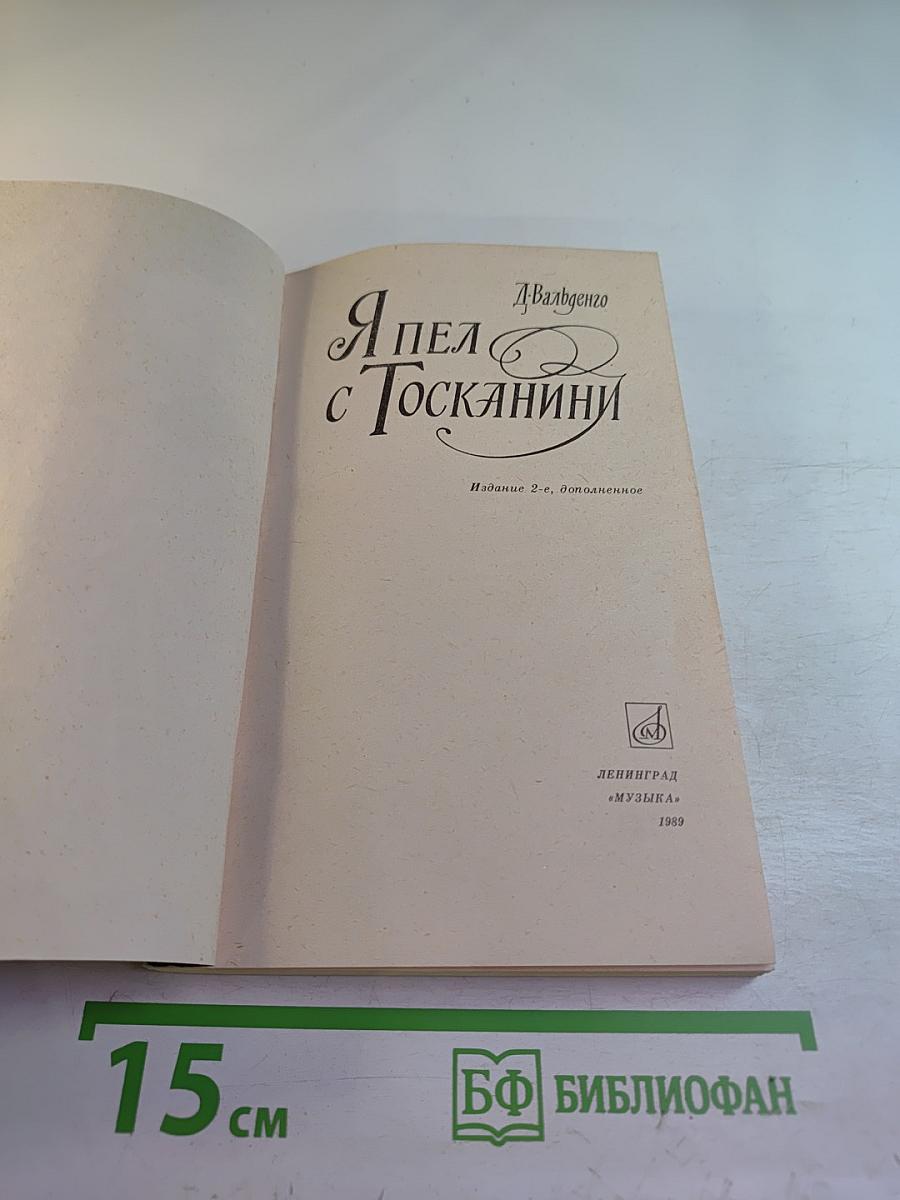 Д. Вальденго
Я ПЕЛ
С ТОСКАНИНИ
Издание 2-е, дополненное
М
ЛЕНИНГРАД
«МУЗЫКА»
1989
15 см
БФ БИБЛИОФАН